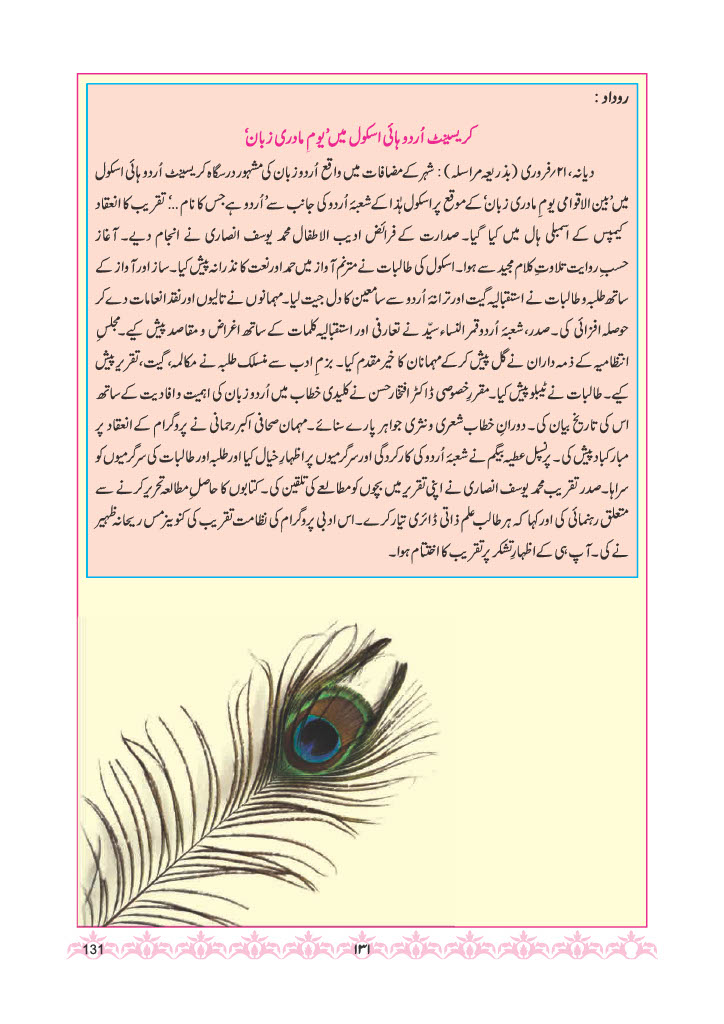 روداد :
کریسینٹ اُردو ہائی اسکول میں 'یومِ مادری زبان'
دیانہ، ۲۱؍فروری (بذریعہ مراسلہ) : شہر کے مضافات میں واقع اُردو زبان کی مشہور درسگاہ کریسینٹ اُردو ہائی اسکول
میں 'بین الاقوامی یومِ مادری زبان' کے موقع پر اسکول ہٰذا کے شعبۂ اُردو کی جانب سے 'اُردو ہے جس کا نام ...' تقریب کا انعقاد
کیمپس کے اسمبلی ہال میں کیا گیا۔ صدارت کے فرائض ادیب الاطفال محمد یوسف انصاری نے انجام دیے۔ آغاز
حسبِ روایت تلاوتِ کلام مجید سے ہوا۔ اسکول کی طالبات نے مترنم آواز میں حمد اور نعت کا نذرانہ پیش کیا۔ ساز اور آواز کے
ساتھ طلبہ و طالبات نے استقبالیہ گیت اور ترانۂ اُردو سے سامعین کا دل جیت لیا۔ مہمانوں نے تالیوں اور نقد انعامات دے کر
حوصلہ افزائی کی۔ صدر، شعبۂ اُردو قمر النساء سیّد نے تعارفی اور استقبالیہ کلمات کے ساتھ اغراض و مقاصد پیش کیے۔ مجلسِ
انتظامیہ کے ذمہ داران نے گل پیش کرکے مہمانان کا خیر مقدم کیا۔ بزمِ ادب سے منسلک طلبہ نے مکالمہ، گیت، تقریر پیش
کیے۔ طالبات نے ٹیبلو پیش کیا۔ مقررِ خصوصی ڈاکٹر افتخار حسن نے کلیدی خطاب میں اُردو زبان کی اہمیت و افادیت کے ساتھ
اس کی تاریخ بیان کی۔ دورانِ خطاب شعری و نثری جواہر پارے سنائے۔ مہمان صحافی اکبر رحمانی نے پروگرام کے انعقاد پر
مبارکباد پیش کی۔ پرنسپل عطیہ بیگم نے شعبۂ اُردو کی کارکردگی اور سرگرمیوں پر اظہارِ خیال کیا اور طلبہ اور طالبات کی سرگرمیوں کو
سراہا۔ صدر تقریب محمد یوسف انصاری نے اپنی تقریر میں بچوں کو مطالعے کی تلقین کی۔ کتابوں کا حاصلِ مطالعہ تحریر کرنے سے
متعلق رہنمائی کی اور کہا کہ ہر طالب علم ذاتی ڈائری تیار کرے۔ اس ادبی پروگرام کی نظامت تقریب کی کنوینر مس ریحانہ ظہیر
نے کی۔ آپ ہی کے اظہارِ تشکر پر تقریب کا اختتام ہوا۔
131
۱۳۱